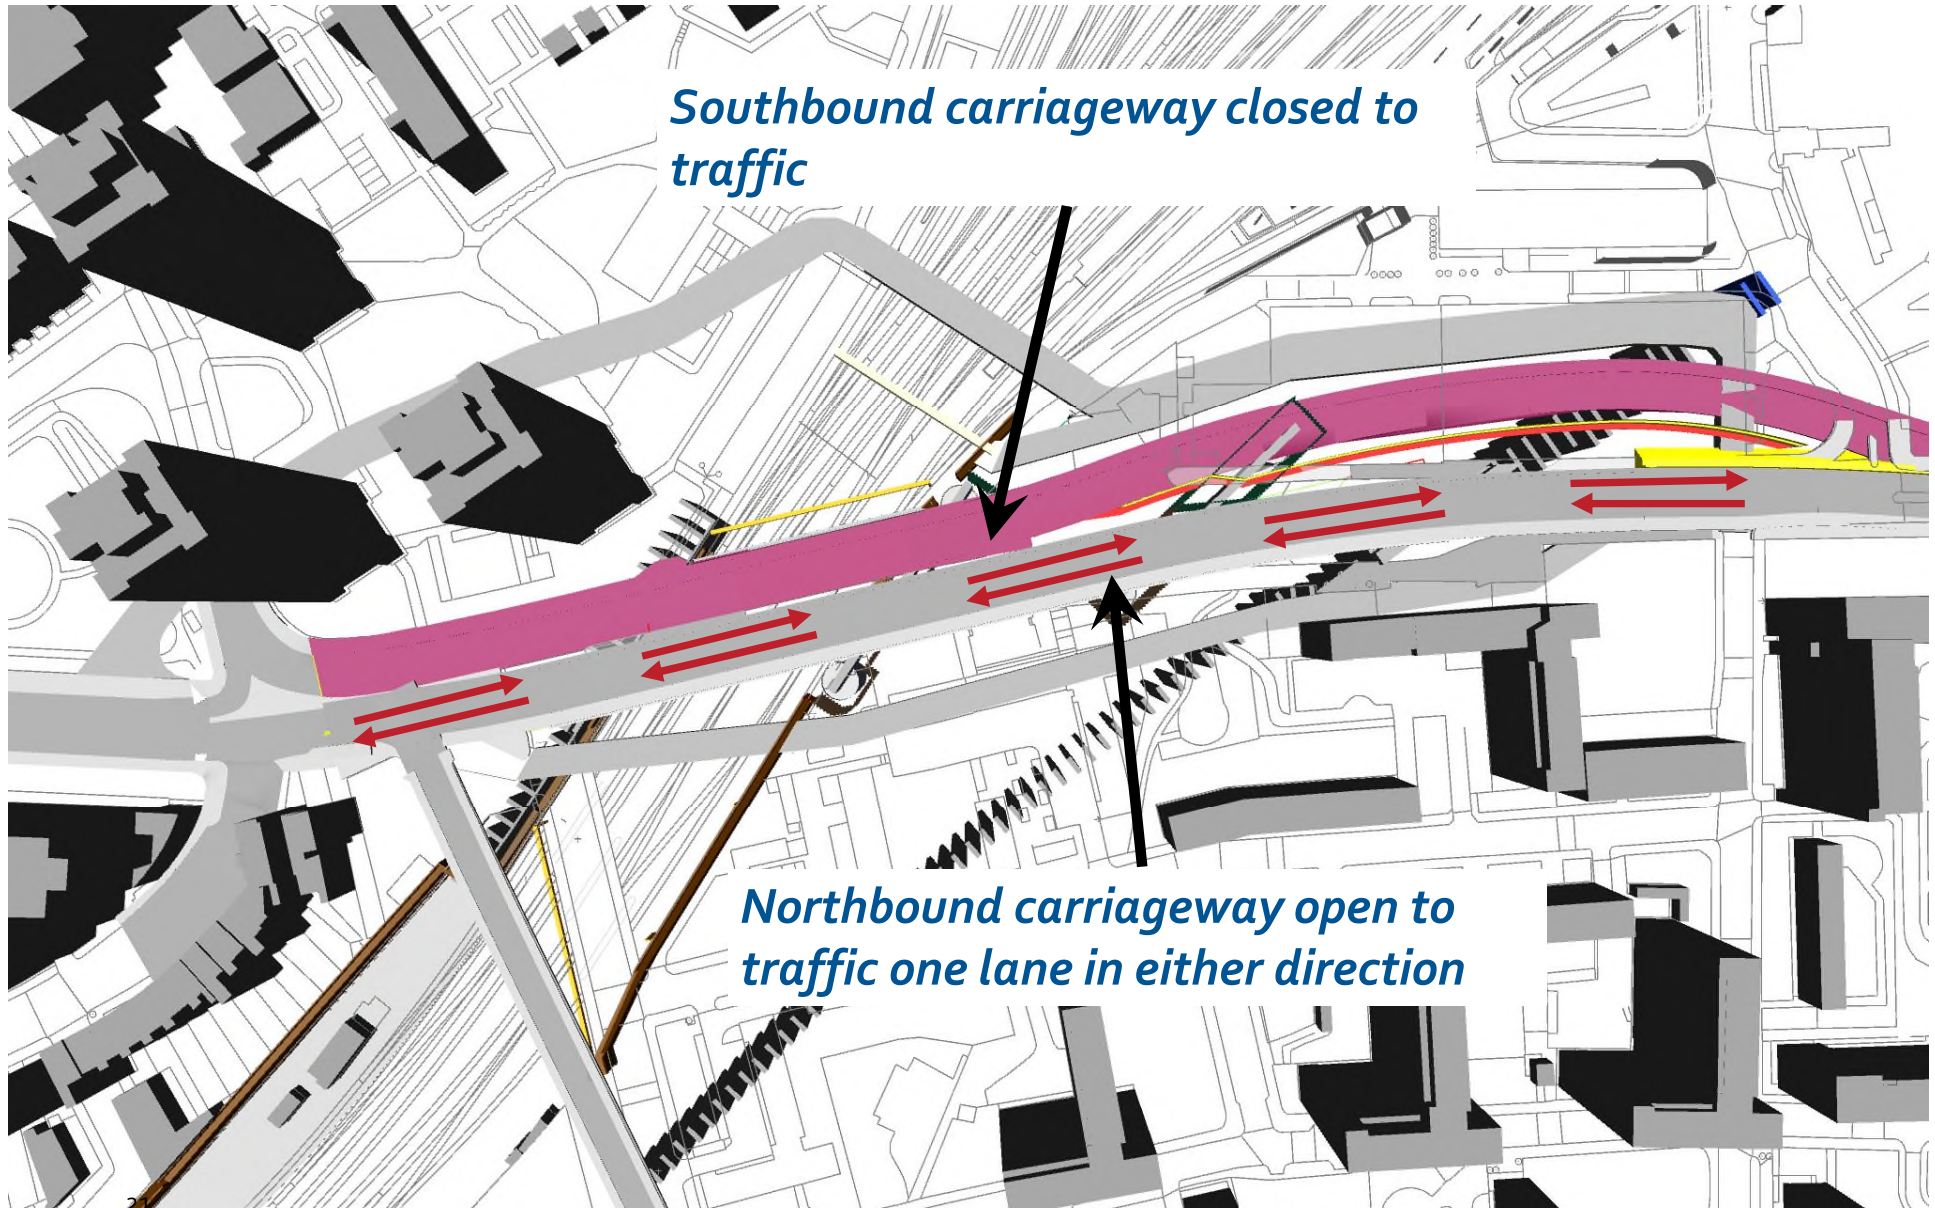 Southbound carriageway closed to
traffic
Northbound carriageway open to
traffic one lane in either direction